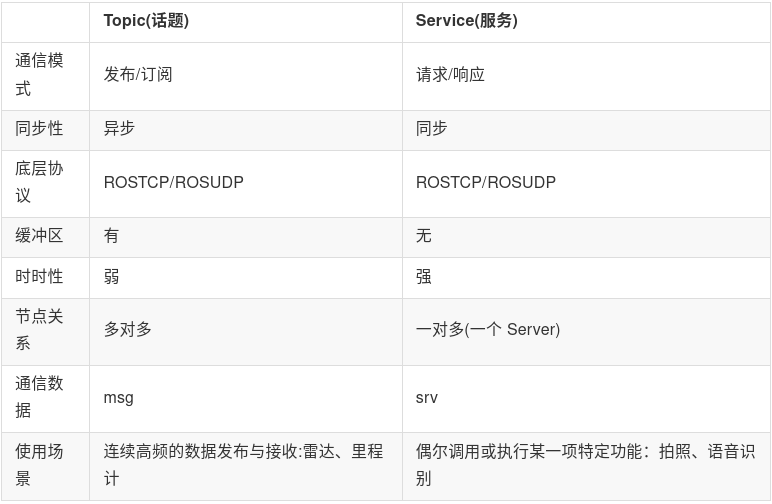 Topic(话题) Service(服务)
通信模
式
发布/订阅 请求/响应
同步性 异步 同步
底层协
议
ROSTCP/ROSUDP ROSTCP/ROSUDP
缓冲区 有 无
时时性 弱 强
节点关
系
多对多 一对多(一个 Server)
通信数
据
msg srv
使用场
景
连续高频的数据发布与接收:雷达、里程
计
偶尔调用或执行某一项特定功能：拍照、语音识
别